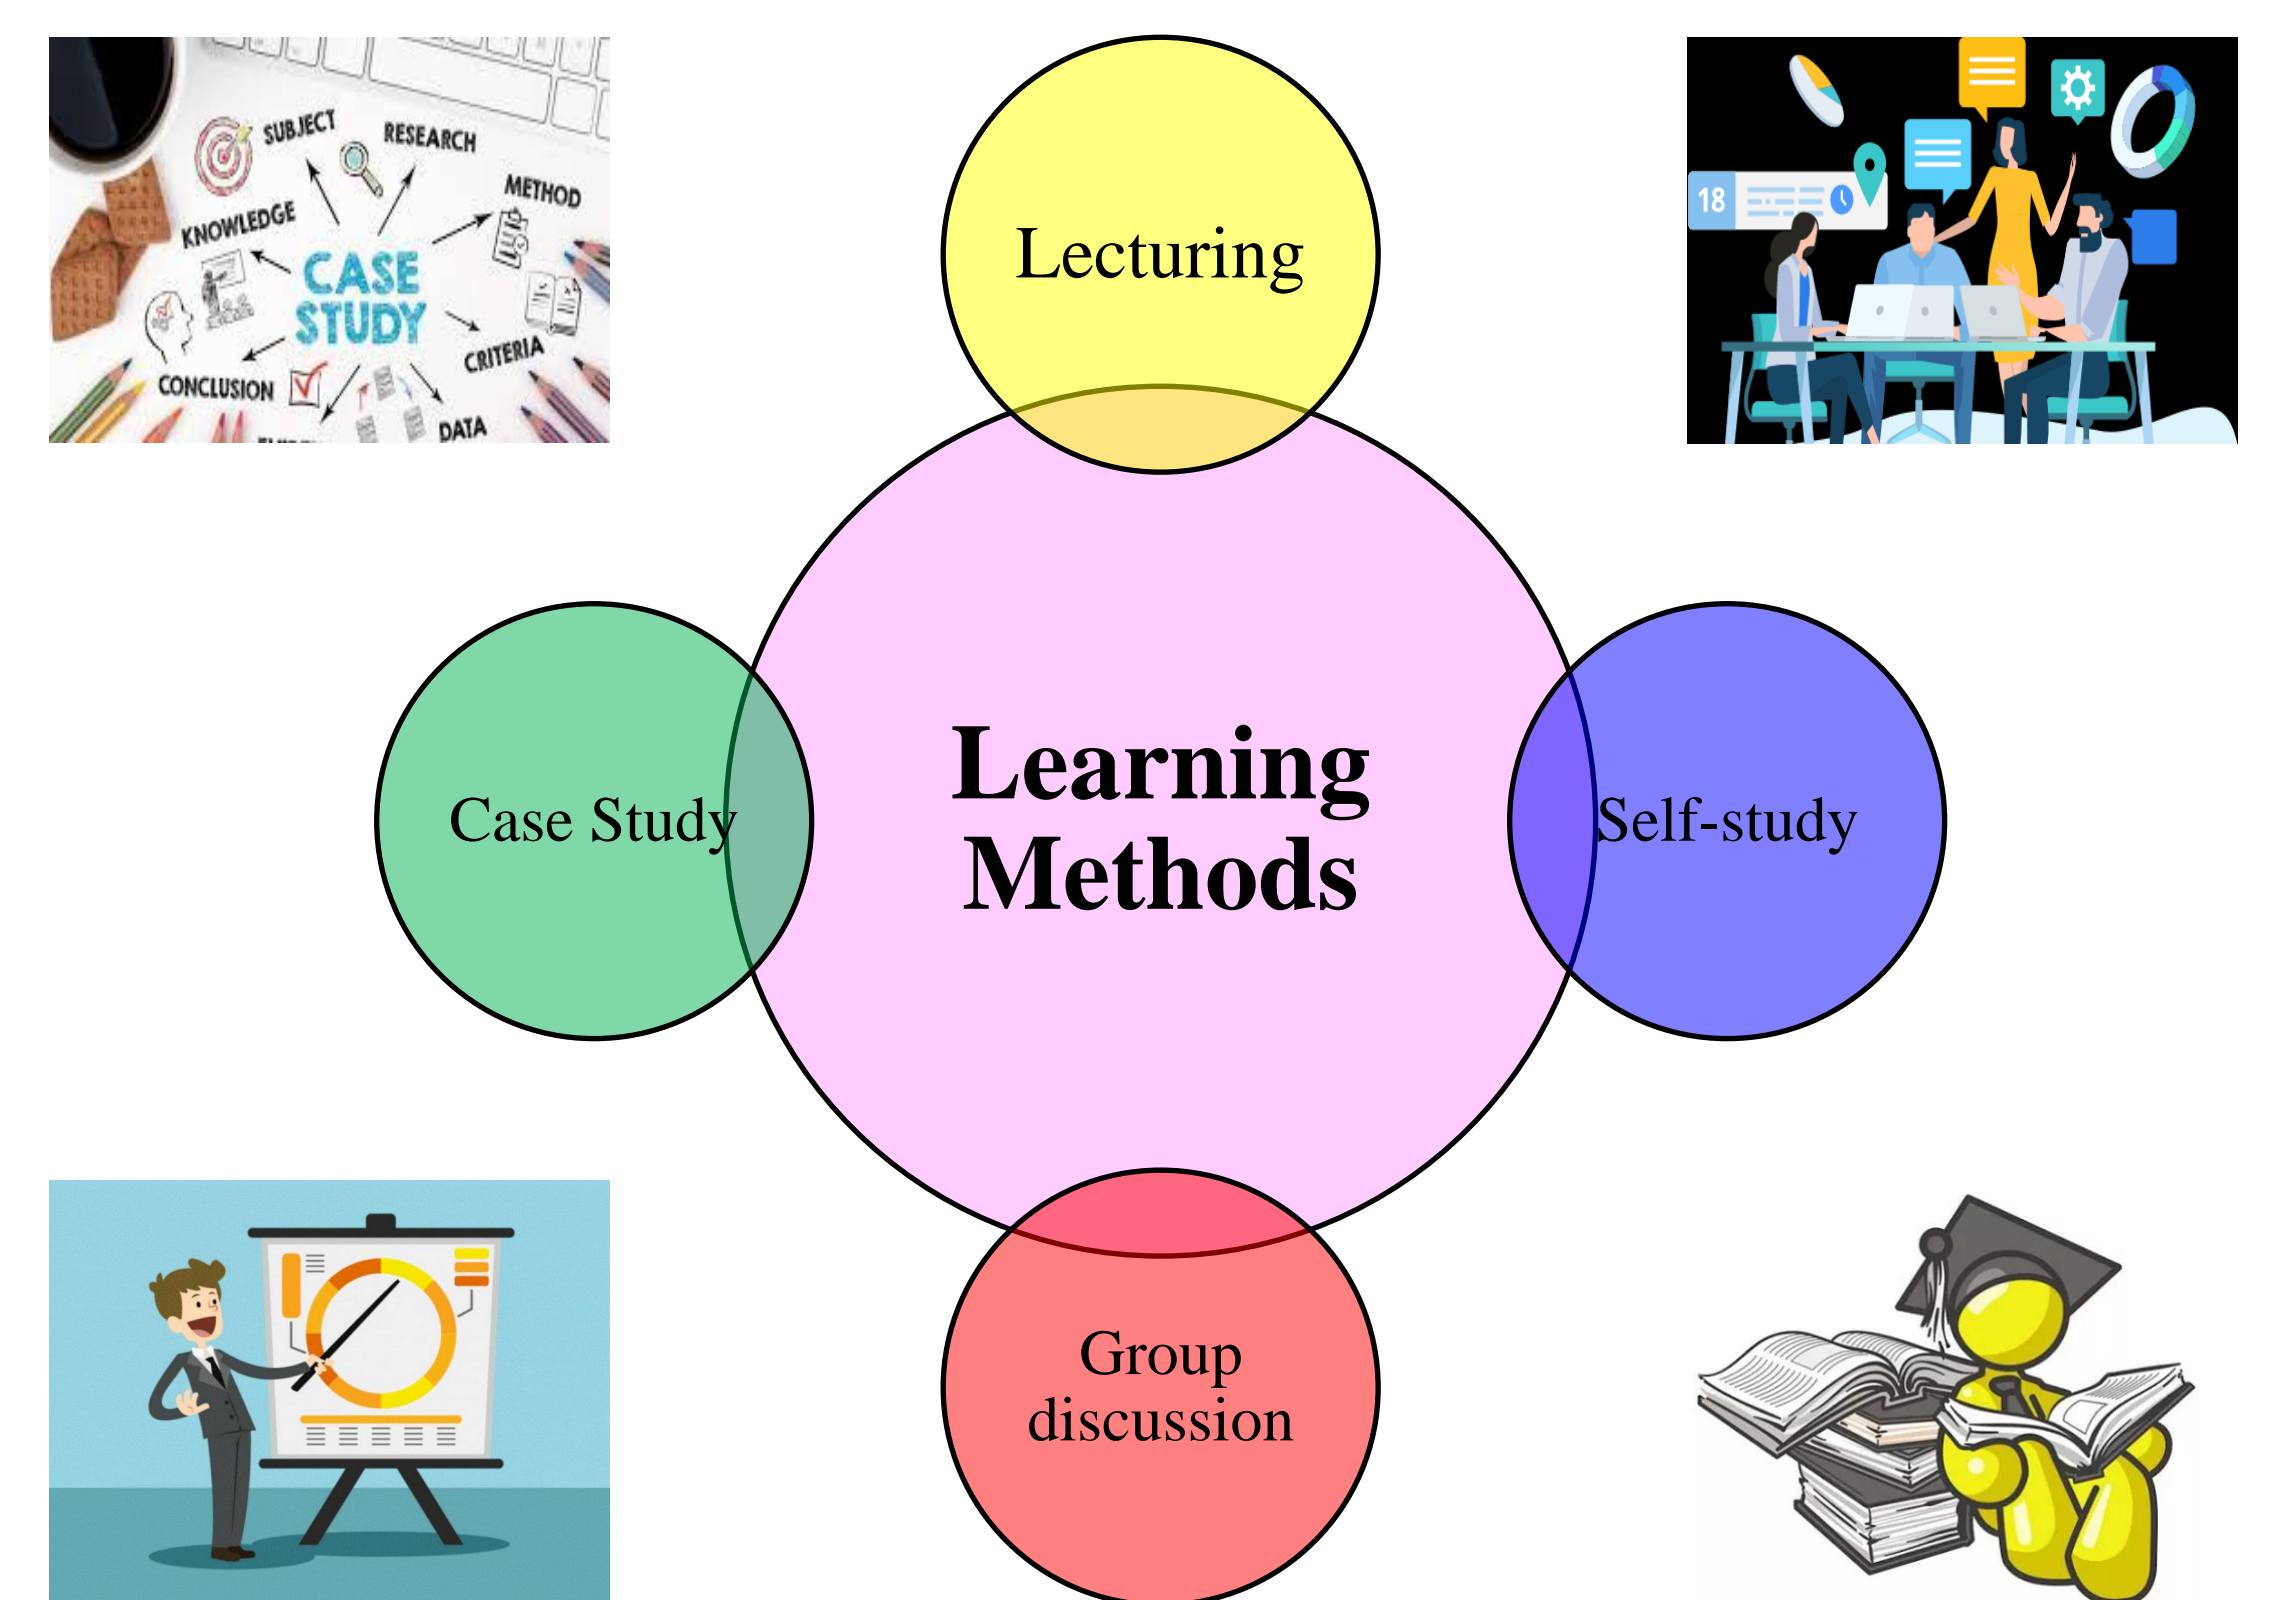 SUBJECT
RESEARCH
METHOD
KNOWLEDGE
CASE
STUDY
CRITERIA
CONCLUSION
DATA
Lecturing
18
Case Study
Learning
Methods
Self-study
Group
discussion